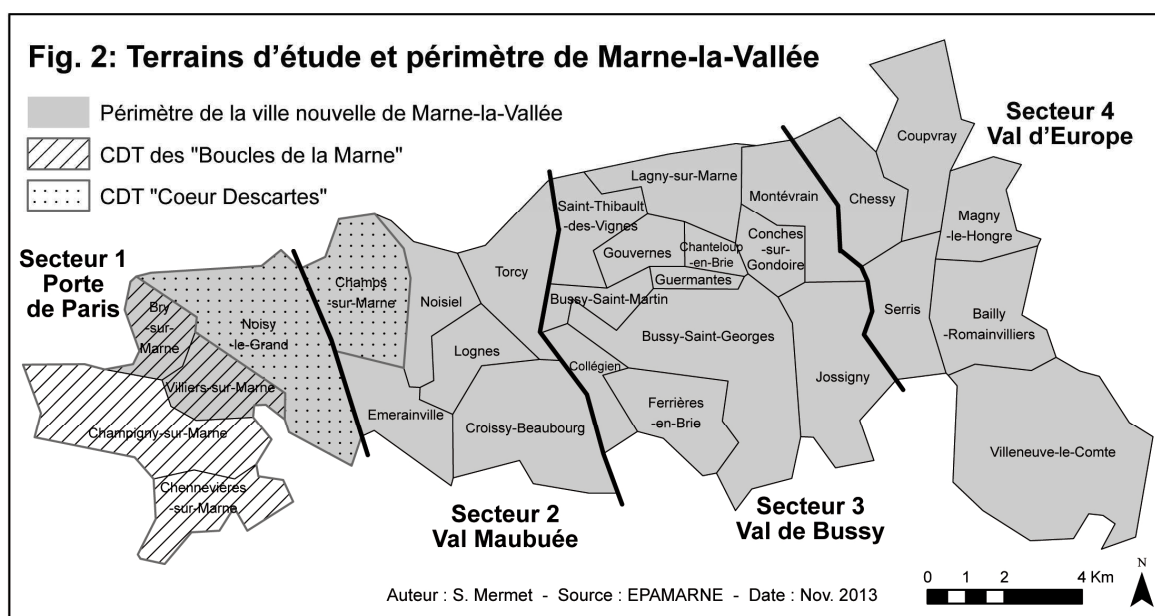 Fig. 2: Terrains d'étude et périmètre de Marne-la-Vallée
Périmètre de la ville nouvelle de Marne-la-Vallée
CDT des "Boucles de la Marne"
CDT "Coeur Descartes"
Secteur 4
Val d'Europe
Coupvray
Lagny-sur-Marne
Montévrain
Chessy
Magny
-le-Hongre
Saint-Thibault
-des-Vignes
Gouvernes
Chanteloup
-en-Brie
Conches
-sur-
Gondoire
Guermantes
Secteur 1
Porte
de Paris
Champs
-sur-Marne
Torcy
Noisiel
Bussy-Saint-Martin
Serris
Bailly
-Romainvilliers
Bry
-sur-
Marne
Noisy
-le-Grand
Bussy-Saint-Georges
Lognes
Collégien
Jossigny
Villiers-sur-Marne
Emerainville
Croissy-Beaubourg
Ferrières
-en-Brie
Champigny-sur-Marne
Villeneuve-le-Comte
Chennevières
-sur-Marne
Secteur 2
Val Maubuée
Secteur 3
Val de Bussy
Auteur : S. Mermet - Source : EPAMARNE - Date : Nov. 2013
0 1 2 4 Km
N